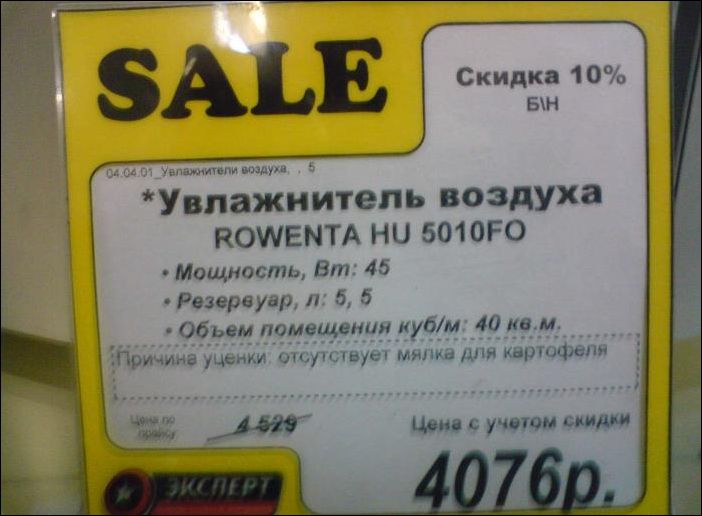 SALE
Скидка 10%
Б\Н
04.04.01_Увлажнители воздуха, . 5
*Увлажнитель воздуха
ROWENTA HU 5010FO
• Мощность, Вт: 45
• Резервуар, л: 5, 5
• Объем помещения куб/м: 40 кв.м.
Причина уценки: отсутствует мялка для картофеля
Цена по
прайсу
4 529
Цена с учетом скидки
4076р.
ЭКСПЕРТ